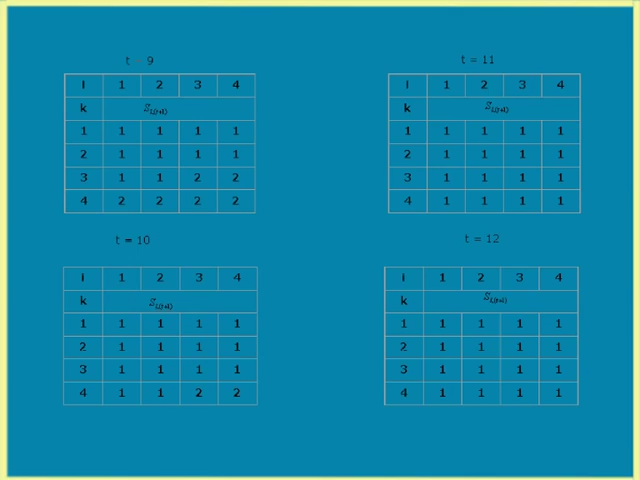 t 9
I 1 2 3 4
k S
1 1 1 1 1
2 1 1 1 1
3 1 1 2 2
4 2 2 2 2
t = 11
I 1 2 3 4
k S
1 1 1 1 1
2 1 1 1 1
3 1 1 1 1
4 1 1 1 1
t = 10
I 1 2 3 4
k S
1 1 1 1 1
2 1 1 1 1
3 1 1 1 1
4 1 1 2 2
t = 12
I 1 2 3 4
k S
1 1 1 1 1
2 1 1 1 1
3 1 1 1 1
4 1 1 1 1